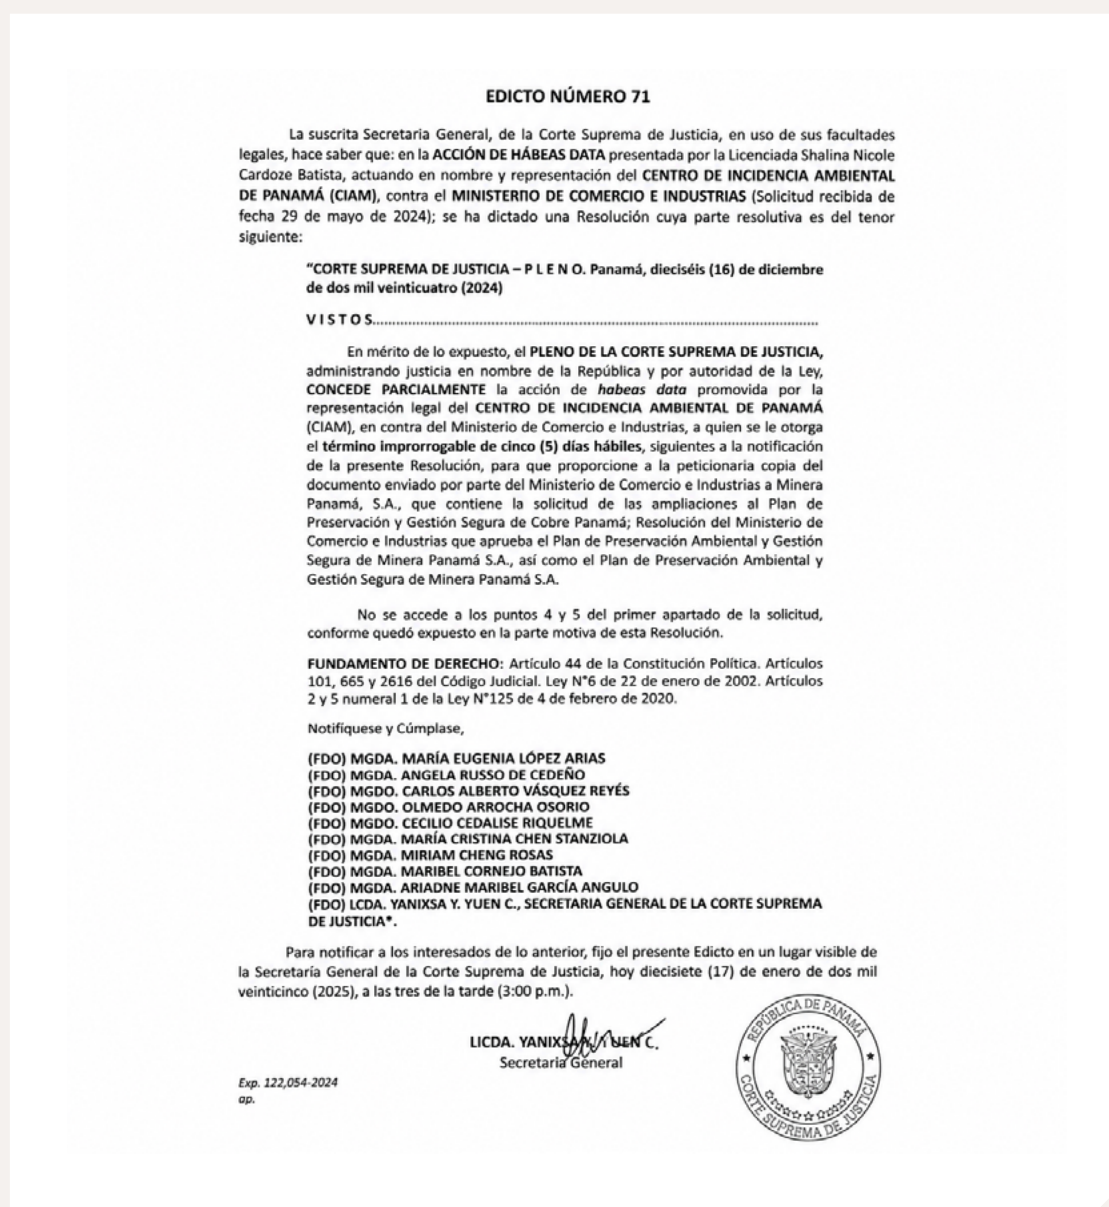 EDICTO NÚMERO 71
La suscrita Secretaria General, de la Corte Suprema de Justicia, en uso de sus facultades
legales, hace saber que: en la ACCIÓN DE HÁBEAS DATA presentada por la Licenciada Shalina Nicole
Cardoze Batista, actuando en nombre y representación del CENTRO DE INCIDENCIA AMBIENTAL
DE PANAMÁ (CIAM), contra el MINISTERIO DE COMERCIO E INDUSTRIAS (Solicitud recibida de
fecha 29 de mayo de 2024); se ha dictado una Resolución cuya parte resolutiva es del tenor
siguiente:
“CORTE SUPREMA DE JUSTICIA – P L E N O. Panamá, dieciséis (16) de diciembre
de dos mil veinticuatro (2024)
V I S T O S................................................................................................................
En mérito de lo expuesto, el PLENO DE LA CORTE SUPREMA DE JUSTICIA,
administrando justicia en nombre de la República y por autoridad de la Ley,
CONCEDE PARCIALMENTE la acción de habeas data promovida por la
representación legal del CENTRO DE INCIDENCIA AMBIENTAL DE PANAMÁ
(CIAM), en contra del Ministerio de Comercio e Industrias, a quien se le otorga
el término improrrogable de cinco (5) días hábiles, siguientes a la notificación
de la presente Resolución, para que proporcione a la peticionaria copia del
documento enviado por parte del Ministerio de Comercio e Industrias a Minera
Panamá, S.A., que contiene la solicitud de las ampliaciones al Plan de
Preservación y Gestión Segura de Cobre Panamá; Resolución del Ministerio de
Comercio e Industrias que aprueba el Plan de Preservación Ambiental y Gestión
Segura de Minera Panamá S.A., así como el Plan de Preservación Ambiental y
Gestión Segura de Minera Panamá S.A.
No se accede a los puntos 4 y 5 del primer apartado de la solicitud,
conforme quedó expuesto en la parte motiva de esta Resolución.
FUNDAMENTO DE DERECHO: Artículo 44 de la Constitución Política. Artículos
101, 665 y 2616 del Código Judicial. Ley N°6 de 22 de enero de 2002. Artículos
2 y 5 numeral 1 de la Ley N°125 de 4 de febrero de 2020.
Notifíquese y Cúmplase,
(FDO) MGDA. MARÍA EUGENIA LÓPEZ ARIAS
(FDO) MGDA. ANGELA RUSSO DE CEDEÑO
(FDO) MGDO. CARLOS ALBERTO VÁSQUEZ REYÉS
(FDO) MGDO. OLMEDO ARROCHA OSORIO
(FDO) MGDO. CECILIO CEDALISE RIQUELME
(FDO) MGDA. MARÍA CRISTINA CHEN STANZIOLA
(FDO) MGDA. MIRIAM CHENG ROSAS
(FDO) MGDA. MARIBEL CORNEJO BATISTA
(FDO) MGDA. ARIADNE MARIBEL GARCÍA ANGULO
(FDO) LCDA. YANIXSA Y. YUEN C., SECRETARIA GENERAL DE LA CORTE SUPREMA
DE JUSTICIA".
Para notificar a los interesados de lo anterior, fijo el presente Edicto en un lugar visible de
la Secretaría General de la Corte Suprema de Justicia, hoy diecisiete (17) de enero de dos mil
veinticinco (2025), a las tres de la tarde (3:00 p.m.).
LICDA. YANIXSA Y. YUEN C.
Secretaria General
Exp. 122,054-2024
ap.
REPÚBLICA DE PANAMÁ
CORTE SUPREMA DE JUSTICIA